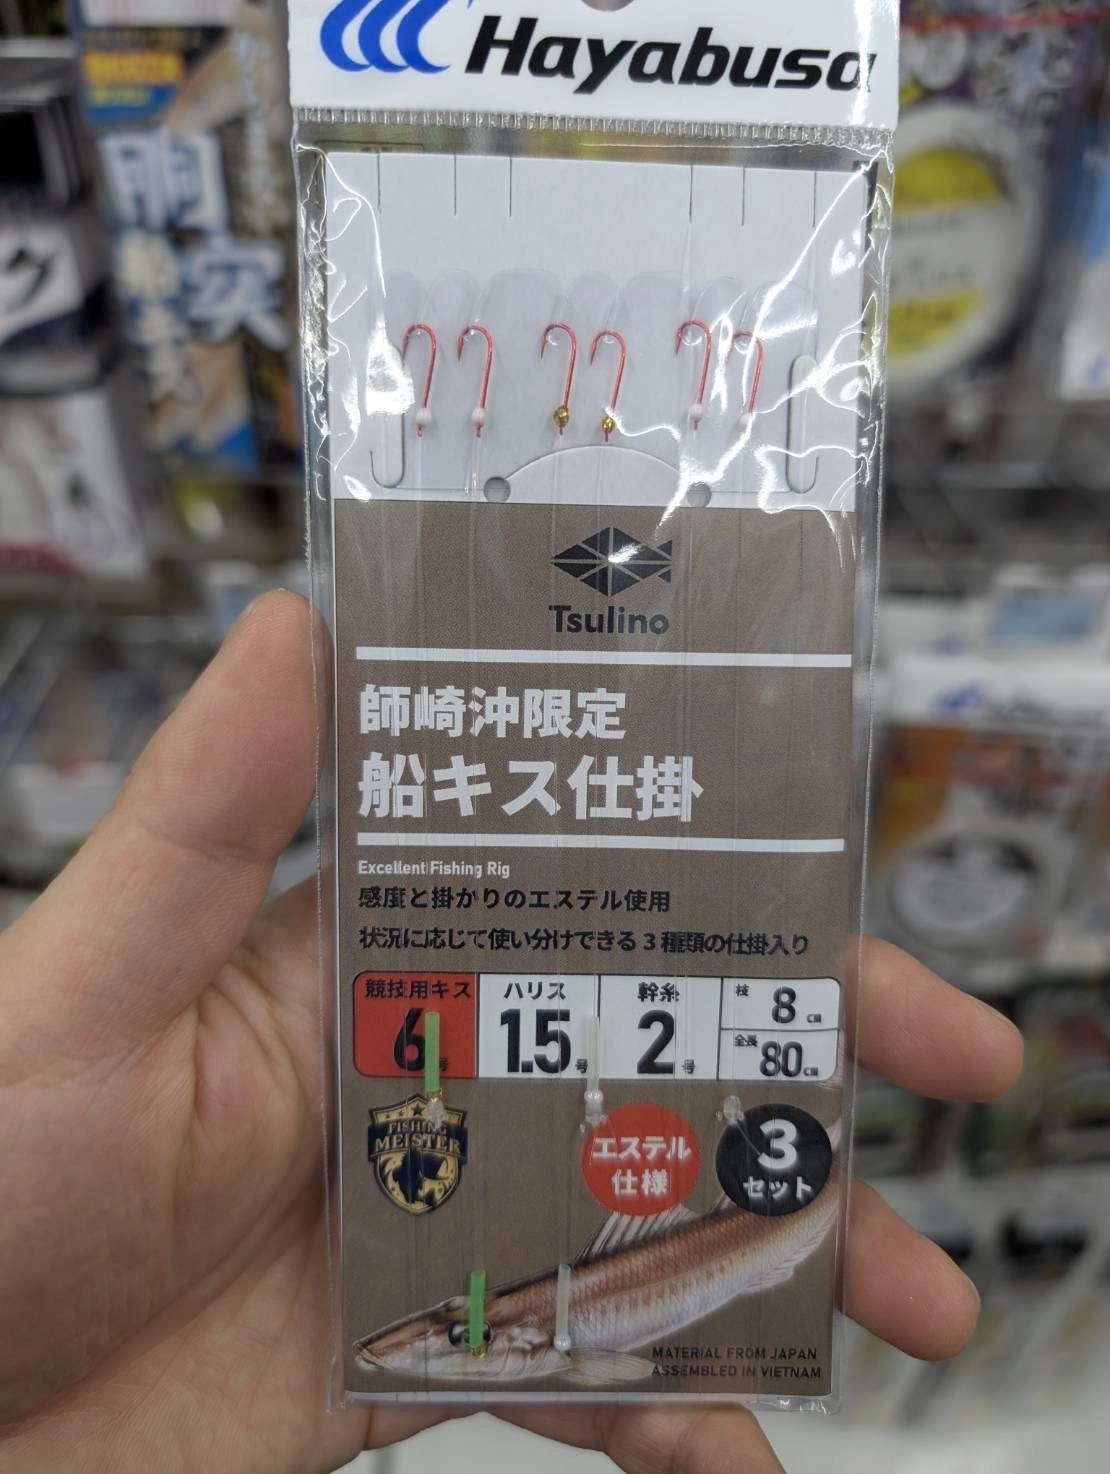 Hayabusa
胴突
ク
Tsulino
師崎沖限定
船キス仕掛
Excellent Fishing Rig
感度と掛かりのエステル使用
状況に応じて使い分けできる3種類の仕掛入り
競技用キス 6号
ハリス 1.5号
幹糸 2号
枝 8cm
全長 80cm
FISHING
MEISTER
エステル
仕様
3
セット
MATERIAL FROM JAPAN
ASSEMBLED IN VIETNAM